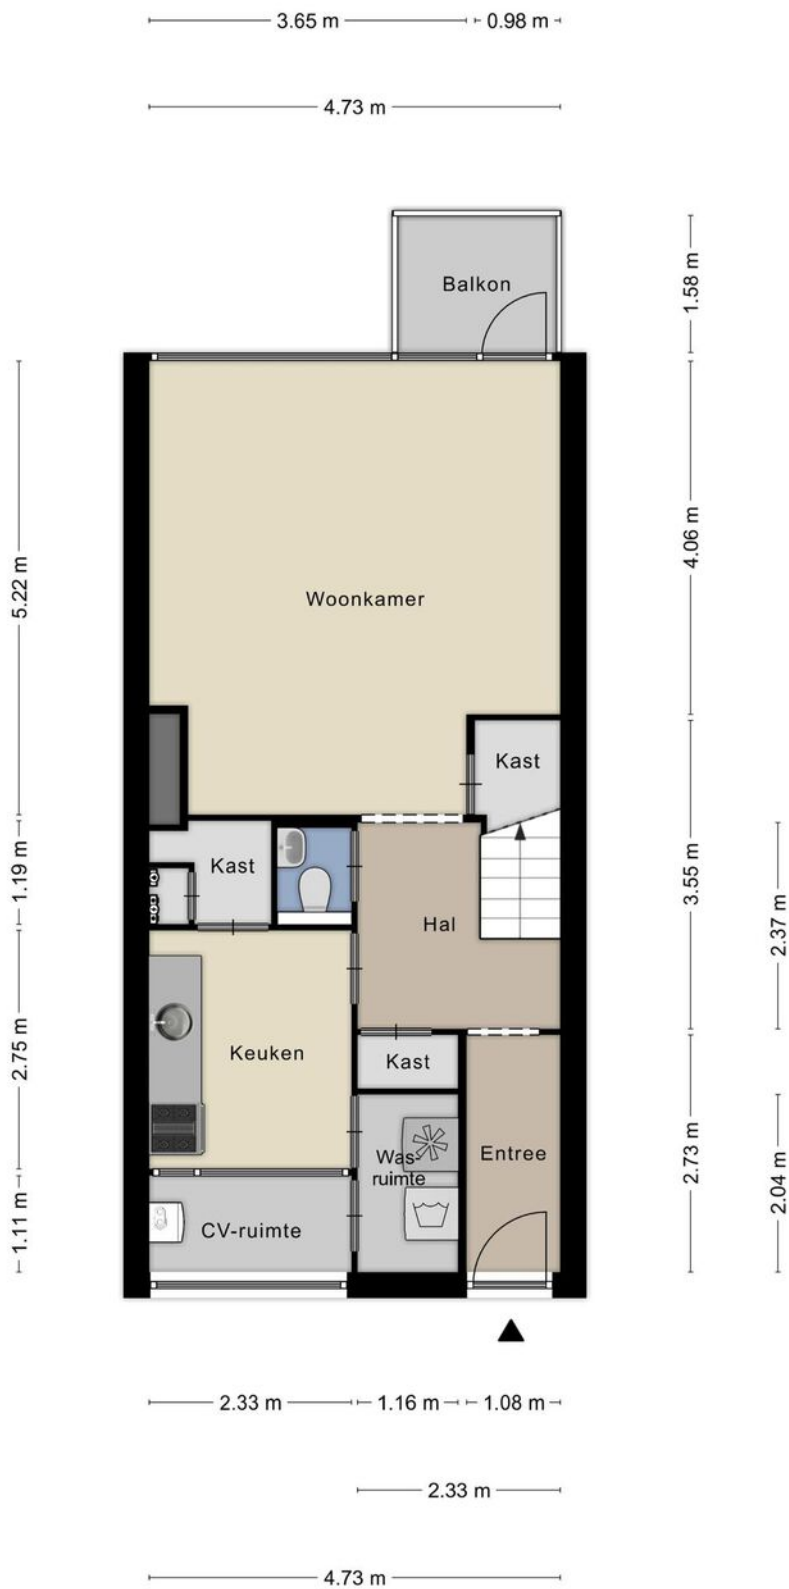 3.65 m
0.98 m
4.73 m
1.58 m
Balkon
4.06 m
5.22 m
Woonkamer
Kast
1.19 m
Kast
3.55 m
2.37 m
Hal
2.75 m
Keuken
Kast
2.73 m
Entree
Was-
ruimte
2.04 m
1.11 m
CV-ruimte
2.33 m
1.16 m
1.08 m
2.33 m
4.73 m